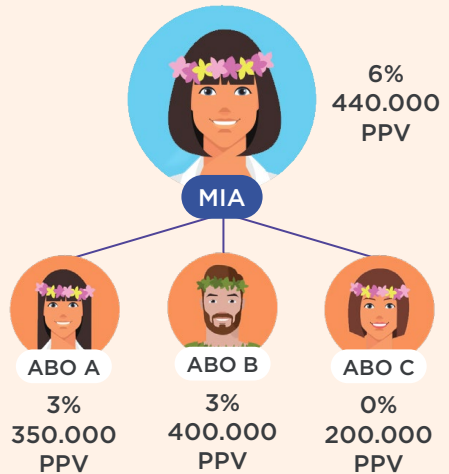 6%
440.000
PPV
MIA
ABO A
3%
350.000
PPV
ABO B
3%
400.000
PPV
ABO C
0%
200.000
PPV